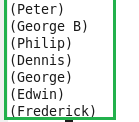 (Peter)
(George B)
(Philip)
(Dennis)
(George)
(Edwin)
(Frederick)